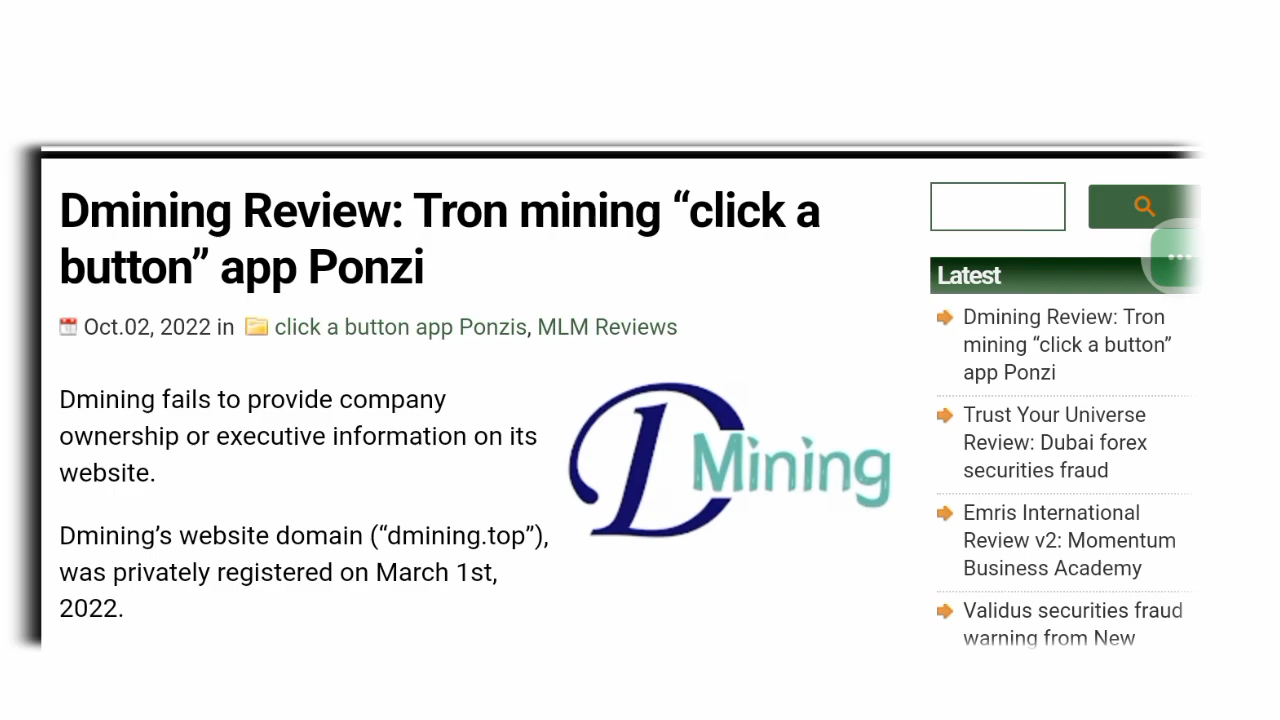 Dmining Review: Tron mining “click a
button” app Ponzi
Oct.02, 2022 in click a button app Ponzis, MLM Reviews
Dmining fails to provide company
ownership or executive information on its
website.
Dmining’s website domain (“dmining.top”),
was privately registered on March 1st,
2022.
DMining
Latest
Dmining Review: Tron
mining “click a button”
app Ponzi
Trust Your Universe
Review: Dubai forex
securities fraud
Emris International
Review v2: Momentum
Business Academy
Validus securities fraud
warning from New